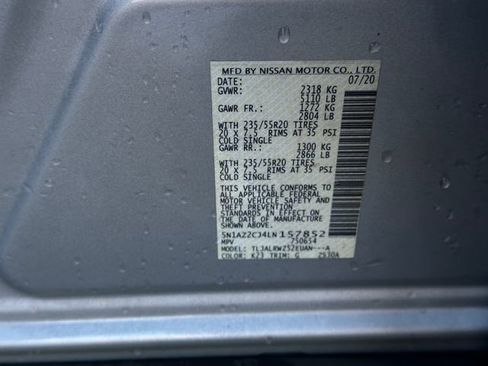 MFD BY NISSAN MOTOR CO., LTD.
DATE: 07/20
GVWR: 2318 KG
5110 LB
GAWR FR.: 1272 KG
2804 LB
WITH 235/55R20 TIRES
20 x 7.5 RIMS AT 35 PSI
COLD SINGLE
GAWR RR.: 1300 KG
2866 LB
WITH 235/55R20 TIRES
20 x 7.5 RIMS AT 35 PSI
COLD SINGLE
THIS VEHICLE CONFORMS TO
ALL APPLICABLE FEDERAL
MOTOR VEHICLE SAFETY AND
THEFT PREVENTION
STANDARDS IN EFFECT ON
THE DATE OF MANUFACTURE
SHOWN ABOVE.
5N1AZ2CJ4LN157852
MPV 750654
MODEL: TLJALRWZ52EUAN---A
COLOR: K23 TRIM: G 2530A